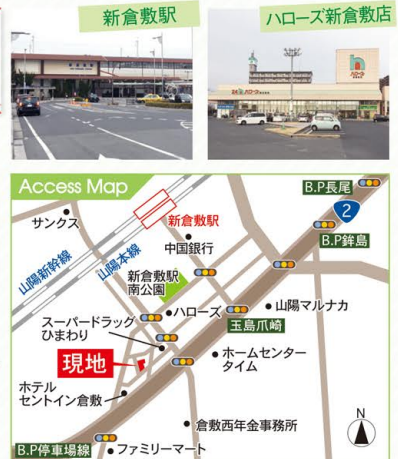 新倉敷駅
ハローズ新倉敷店
Access Map
B.P長尾
2
サンクス
新倉敷駅
B.P鉾島
中国銀行
山陽新幹線
山陽本線
新倉敷駅
南公園
ハローズ
山陽マルナカ
玉島爪崎
スーパードラッグ
ひまわり
現地
ホームセンター
タイム
ホテル
セントイン倉敷
倉敷西年金事務所
N
B.P停車場線
ファミリーマート